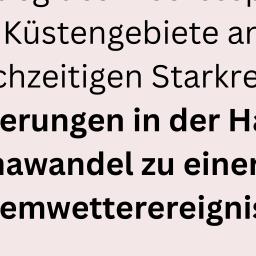 Küstengebiete an
chzeitigen Starkre
erungen in der Ha
nawandel zu einer
emwetterereignis